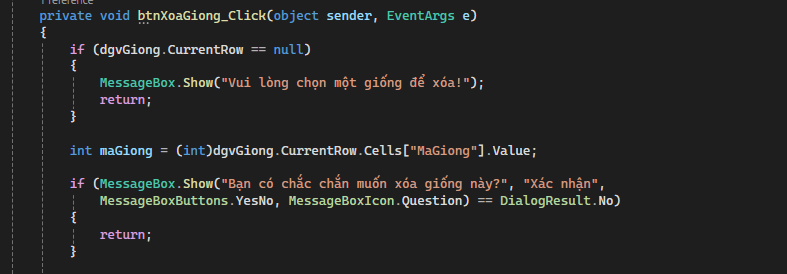 1 reference
private void btnXoaGiong_Click(object sender, EventArgs e)
{
if (dgvGiong.CurrentRow == null)
{
MessageBox.Show("Vui lòng chọn một giống để xóa!");
return;
}
int maGiong = (int)dgvGiong.CurrentRow.Cells["MaGiong"].Value;
if (MessageBox.Show("Bạn có chắc chắn muốn xóa giống này?", "Xác nhận",
MessageBoxButtons.YesNo, MessageBoxIcon.Question) == DialogResult.No)
{
return;
}